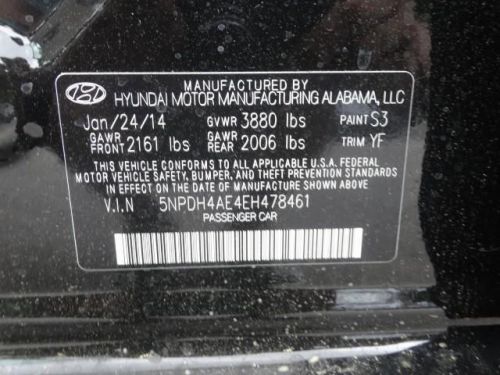 MANUFACTURED BY
HYUNDAI MOTOR MANUFACTURING ALABAMA, LLC
Jan/24/14 GVWR 3880 lbs PAINT S3
GAWR FRONT 2161 lbs GAWR REAR 2006 lbs TRIM YF
THIS VEHICLE CONFORMS TO ALL APPLICABLE U.S.A. FEDERAL
MOTOR VEHICLE SAFETY, BUMPER, AND THEFT PREVENTION STANDARDS
IN EFFECT ON THE DATE OF MANUFACTURE SHOWN ABOVE.
V.I.N 5NPDH4AE4EH478461
PASSENGER CAR